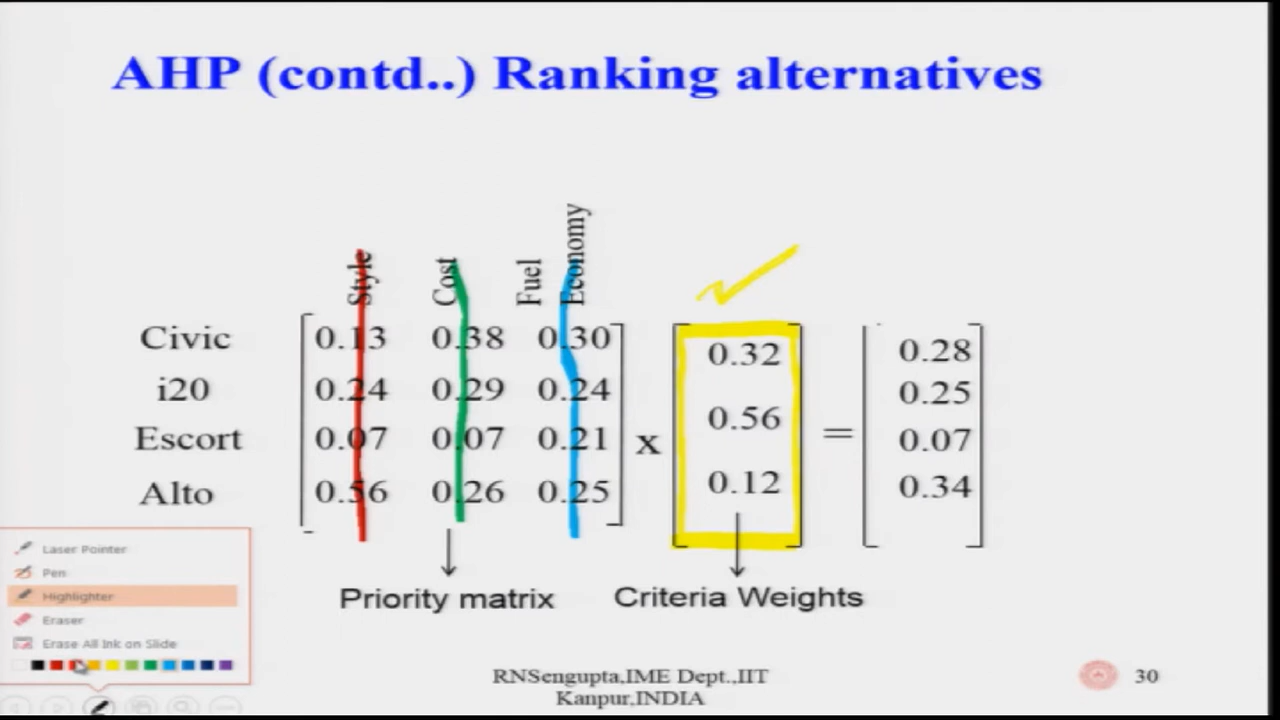 AHP (contd..) Ranking alternatives
Style Cost Fuel Economy
Civic 0.13 0.38 0.30 0.32 0.28
i20 0.24 0.29 0.24 0.56 0.25
Escort 0.07 0.07 0.21 x = 0.07
Alto 0.56 0.26 0.25 0.12 0.34
Priority matrix Criteria Weights
Laser Pointer
Pen
Highlighter
Eraser
Erase All Ink on Slide
RNSengupta,IME Dept.,IIT
Kanpur,INDIA
30